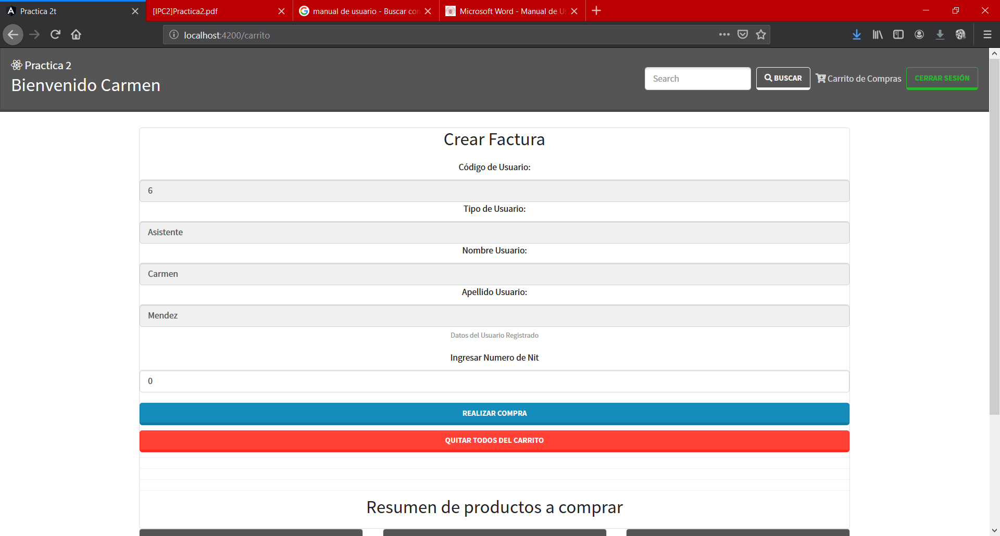 Practica 2t
[IPC2]Practica2.pdf
manual de usuario - Buscar con
Microsoft Word - Manual de Us
localhost:4200/carrito
Practica 2
Bienvenido Carmen
Search
BUSCAR
Carrito de Compras
CERRAR SESIÓN
Crear Factura
Código de Usuario:
6
Tipo de Usuario:
Asistente
Nombre Usuario:
Carmen
Apellido Usuario:
Mendez
Datos del Usuario Registrado
Ingresar Numero de Nit
0
REALIZAR COMPRA
QUITAR TODOS DEL CARRITO
Resumen de productos a comprar